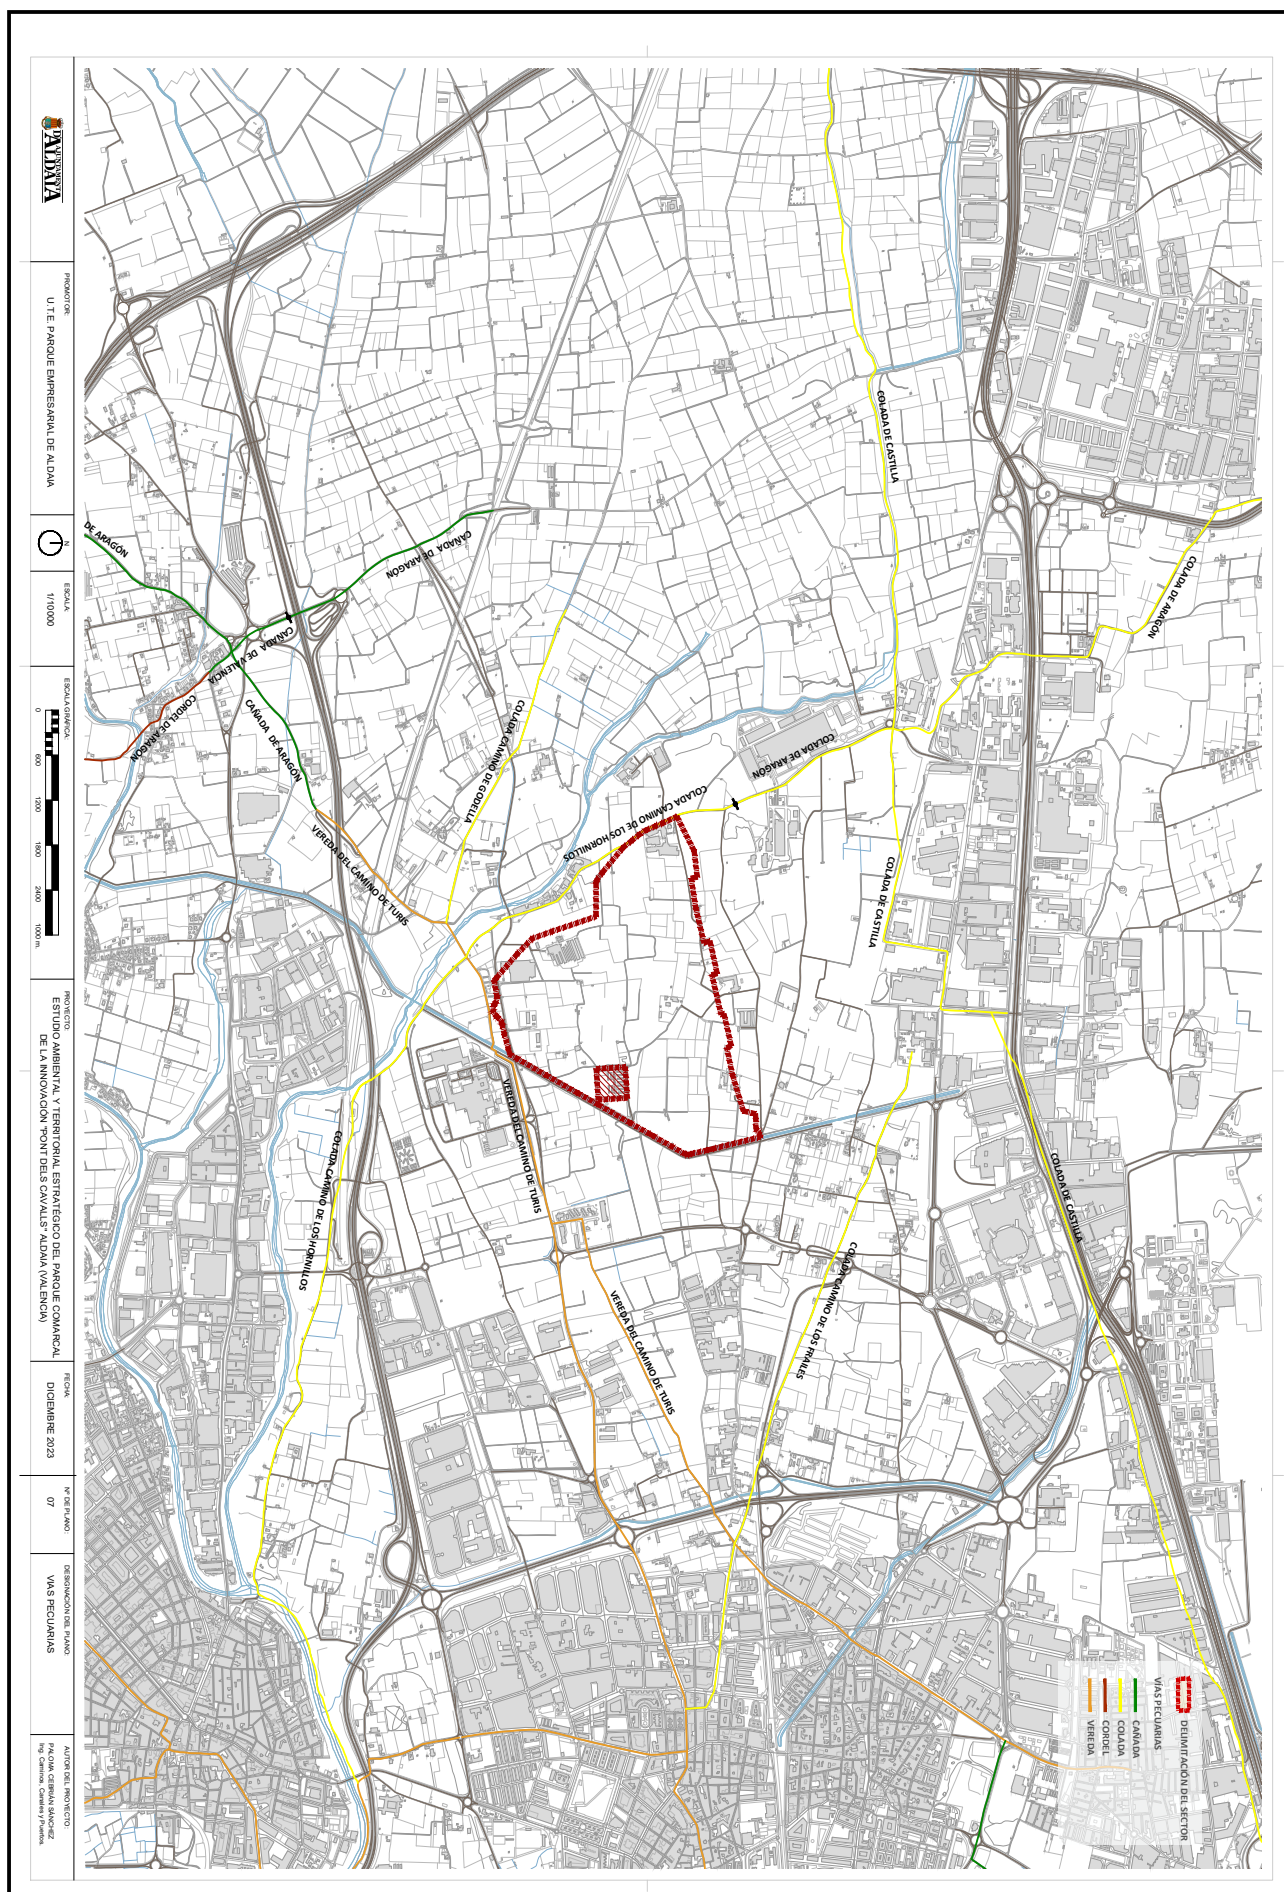 AJUNTAMENT
D'ALDAIA
PROMOTOR:
U.T.E. PARQUE EMPRESARIAL DE ALDAIA
N
ESCALA:
1/10000
ESCALA GRÁFICA:
0 600 1200 1800 2400 1000 m.
PROYECTO:
ESTUDIO AMBIENTAL Y TERRITORIAL ESTRATÉGICO DEL PARQUE COMARCAL
DE LA INNOVACIÓN "PONT DELS CAVALLS" ALDAIA (VALENCIA)
FECHA:
DICIEMBRE 2023
Nº DE PLANO:
07
DESIGNACIÓN DEL PLANO:
VIAS PECUARIAS
AUTOR DEL PROYECTO:
PALOMA CEBRIÁN SÁNCHEZ
Ing. Caminos, Canales y Puertos.
DELIMITACIÓN DEL SECTOR
VIAS PECUARIAS
CAÑADA
COLADA
CORDEL
VEREDA
COLADA DE CASTILLA
COLADA DE ARAGÓN
CAÑADA DE ARAGÓN
DE ARAGÓN
CAÑADA DE VALENCIA
CORDEL DE ARAGÓN
CAÑADA DE ARAGÓN
COLADA CAMINO DE GODELLA
VEREDA DEL CAMINO DE TURIS
COLADA CAMINO DE LOS HORNILLOS
COLADA DE ARAGÓN
COLADA DE CASTILLA
VEREDA DEL CAMINO DE TURIS
COLADA CAMINO DE LOS HORNILLOS
COLADA DE CASTILLA
COLADA CAMINO DE LOS FRAILES
VEREDA DEL CAMINO DE TURIS